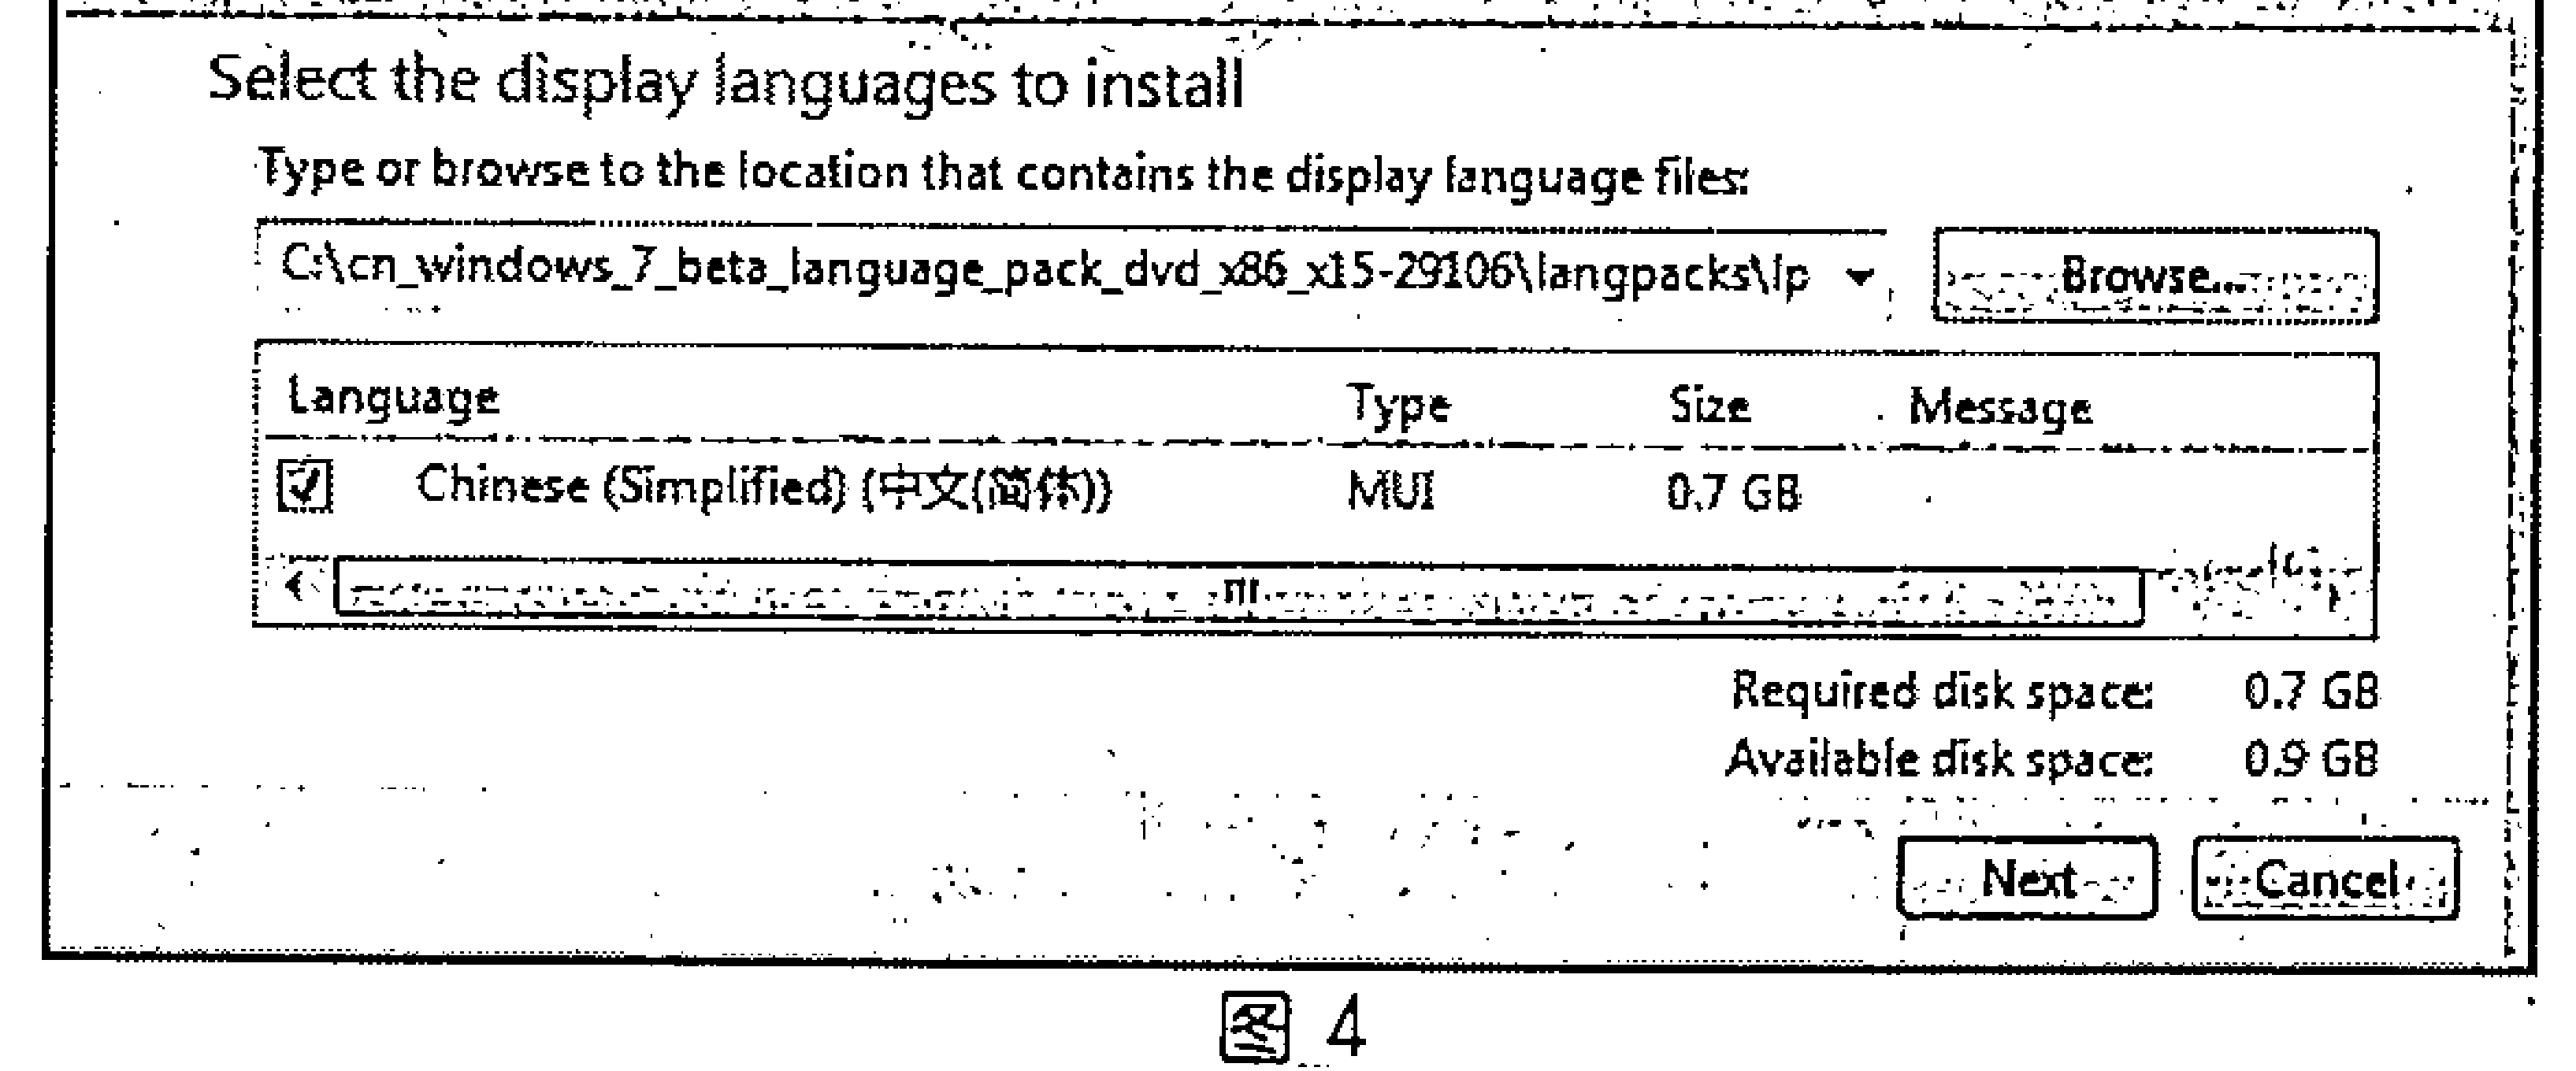 Select the display languages to install
Type or browse to the location that contains the display language files:
C:\cn_windows_7_beta_language_pack_dvd_x86_x15-29106\langpacks\lp
Browse...
Language Type Size Message
Chinese (Simplified) (中文(简体)) MUI 0.7 GB
Required disk space: 0.7 GB
Available disk space: 0.9 GB
Next Cancel
图 4